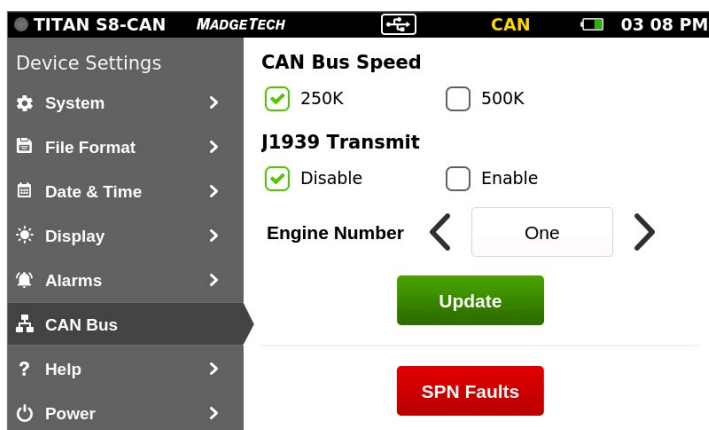 TITAN S8-CAN MADGETECH CAN 03 08 PM
Device Settings
System
File Format
Date & Time
Display
Alarms
CAN Bus
? Help
Power
CAN Bus Speed
250K 500K
J1939 Transmit
Disable Enable
Engine Number One
Update
SPN Faults